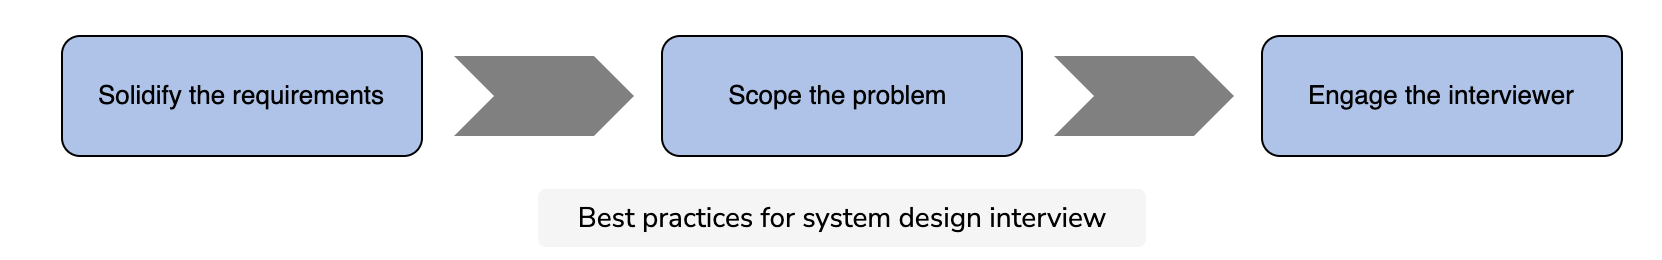 Solidify the requirements
Scope the problem
Engage the interviewer
Best practices for system design interview